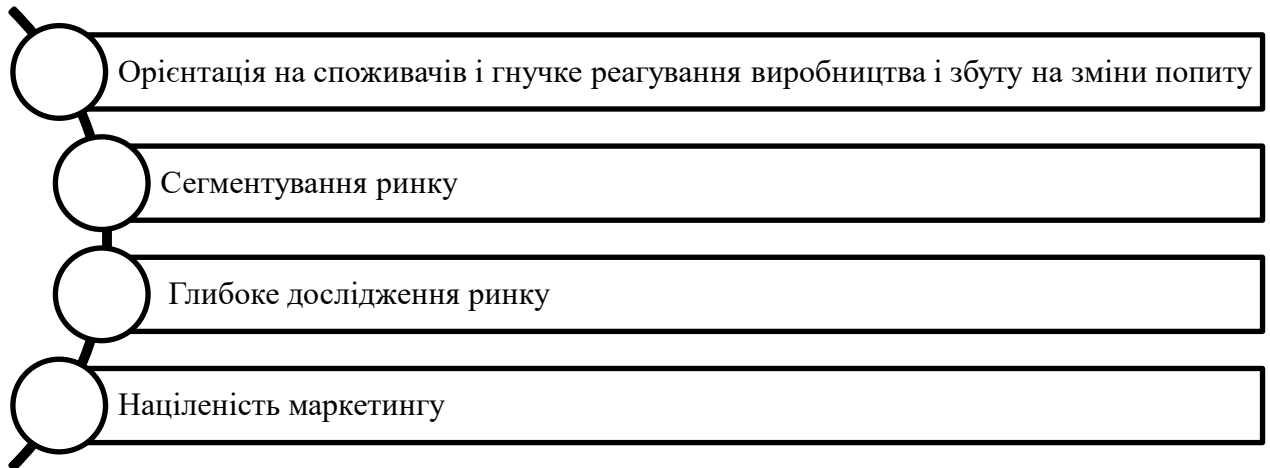 Орієнтація на споживачів і гнучке реагування виробництва і збуту на зміни попиту
Сегментування ринку
Глибоке дослідження ринку
Націленість маркетингу